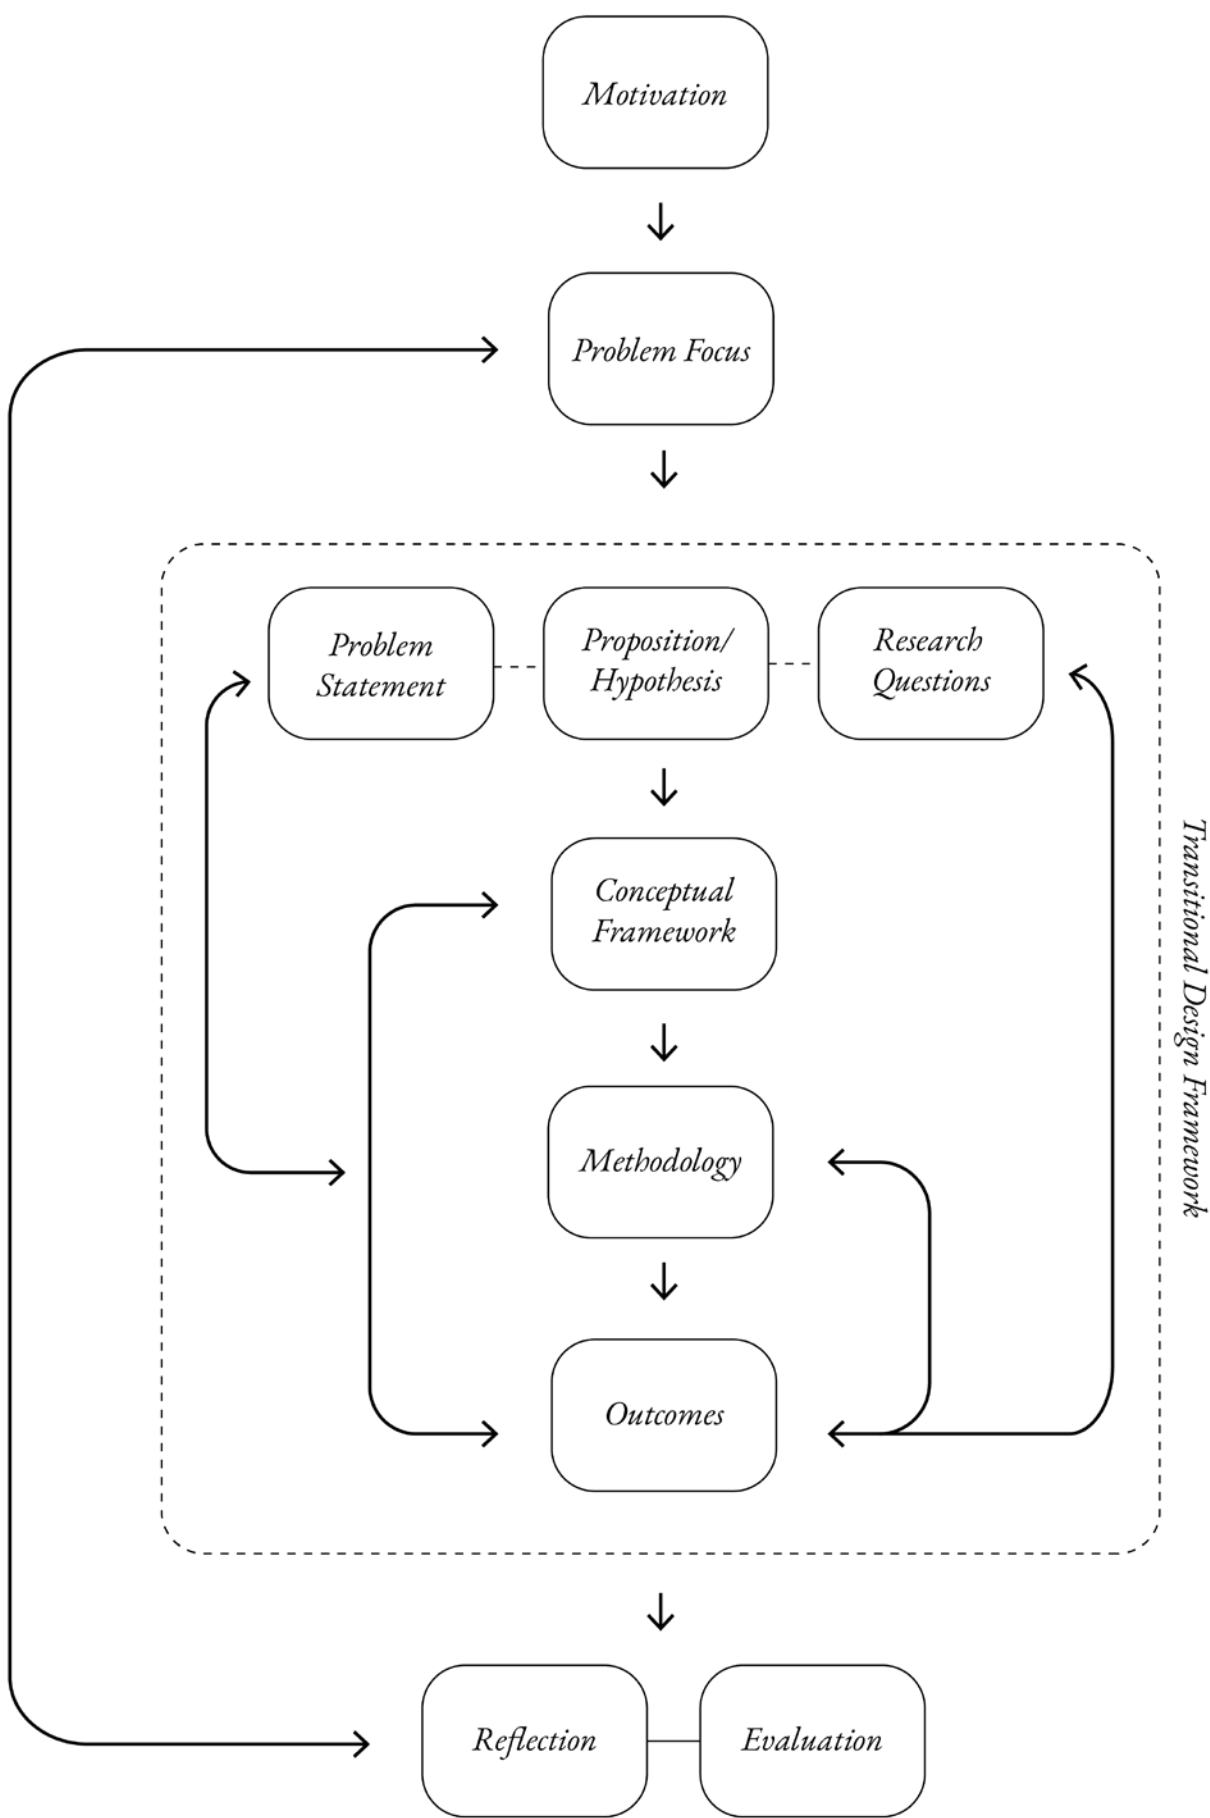 Motivation
Problem Focus
Problem
Statement
Proposition/
Hypothesis
Research
Questions
Conceptual
Framework
Methodology
Outcomes
Transitional Design Framework
Reflection
Evaluation